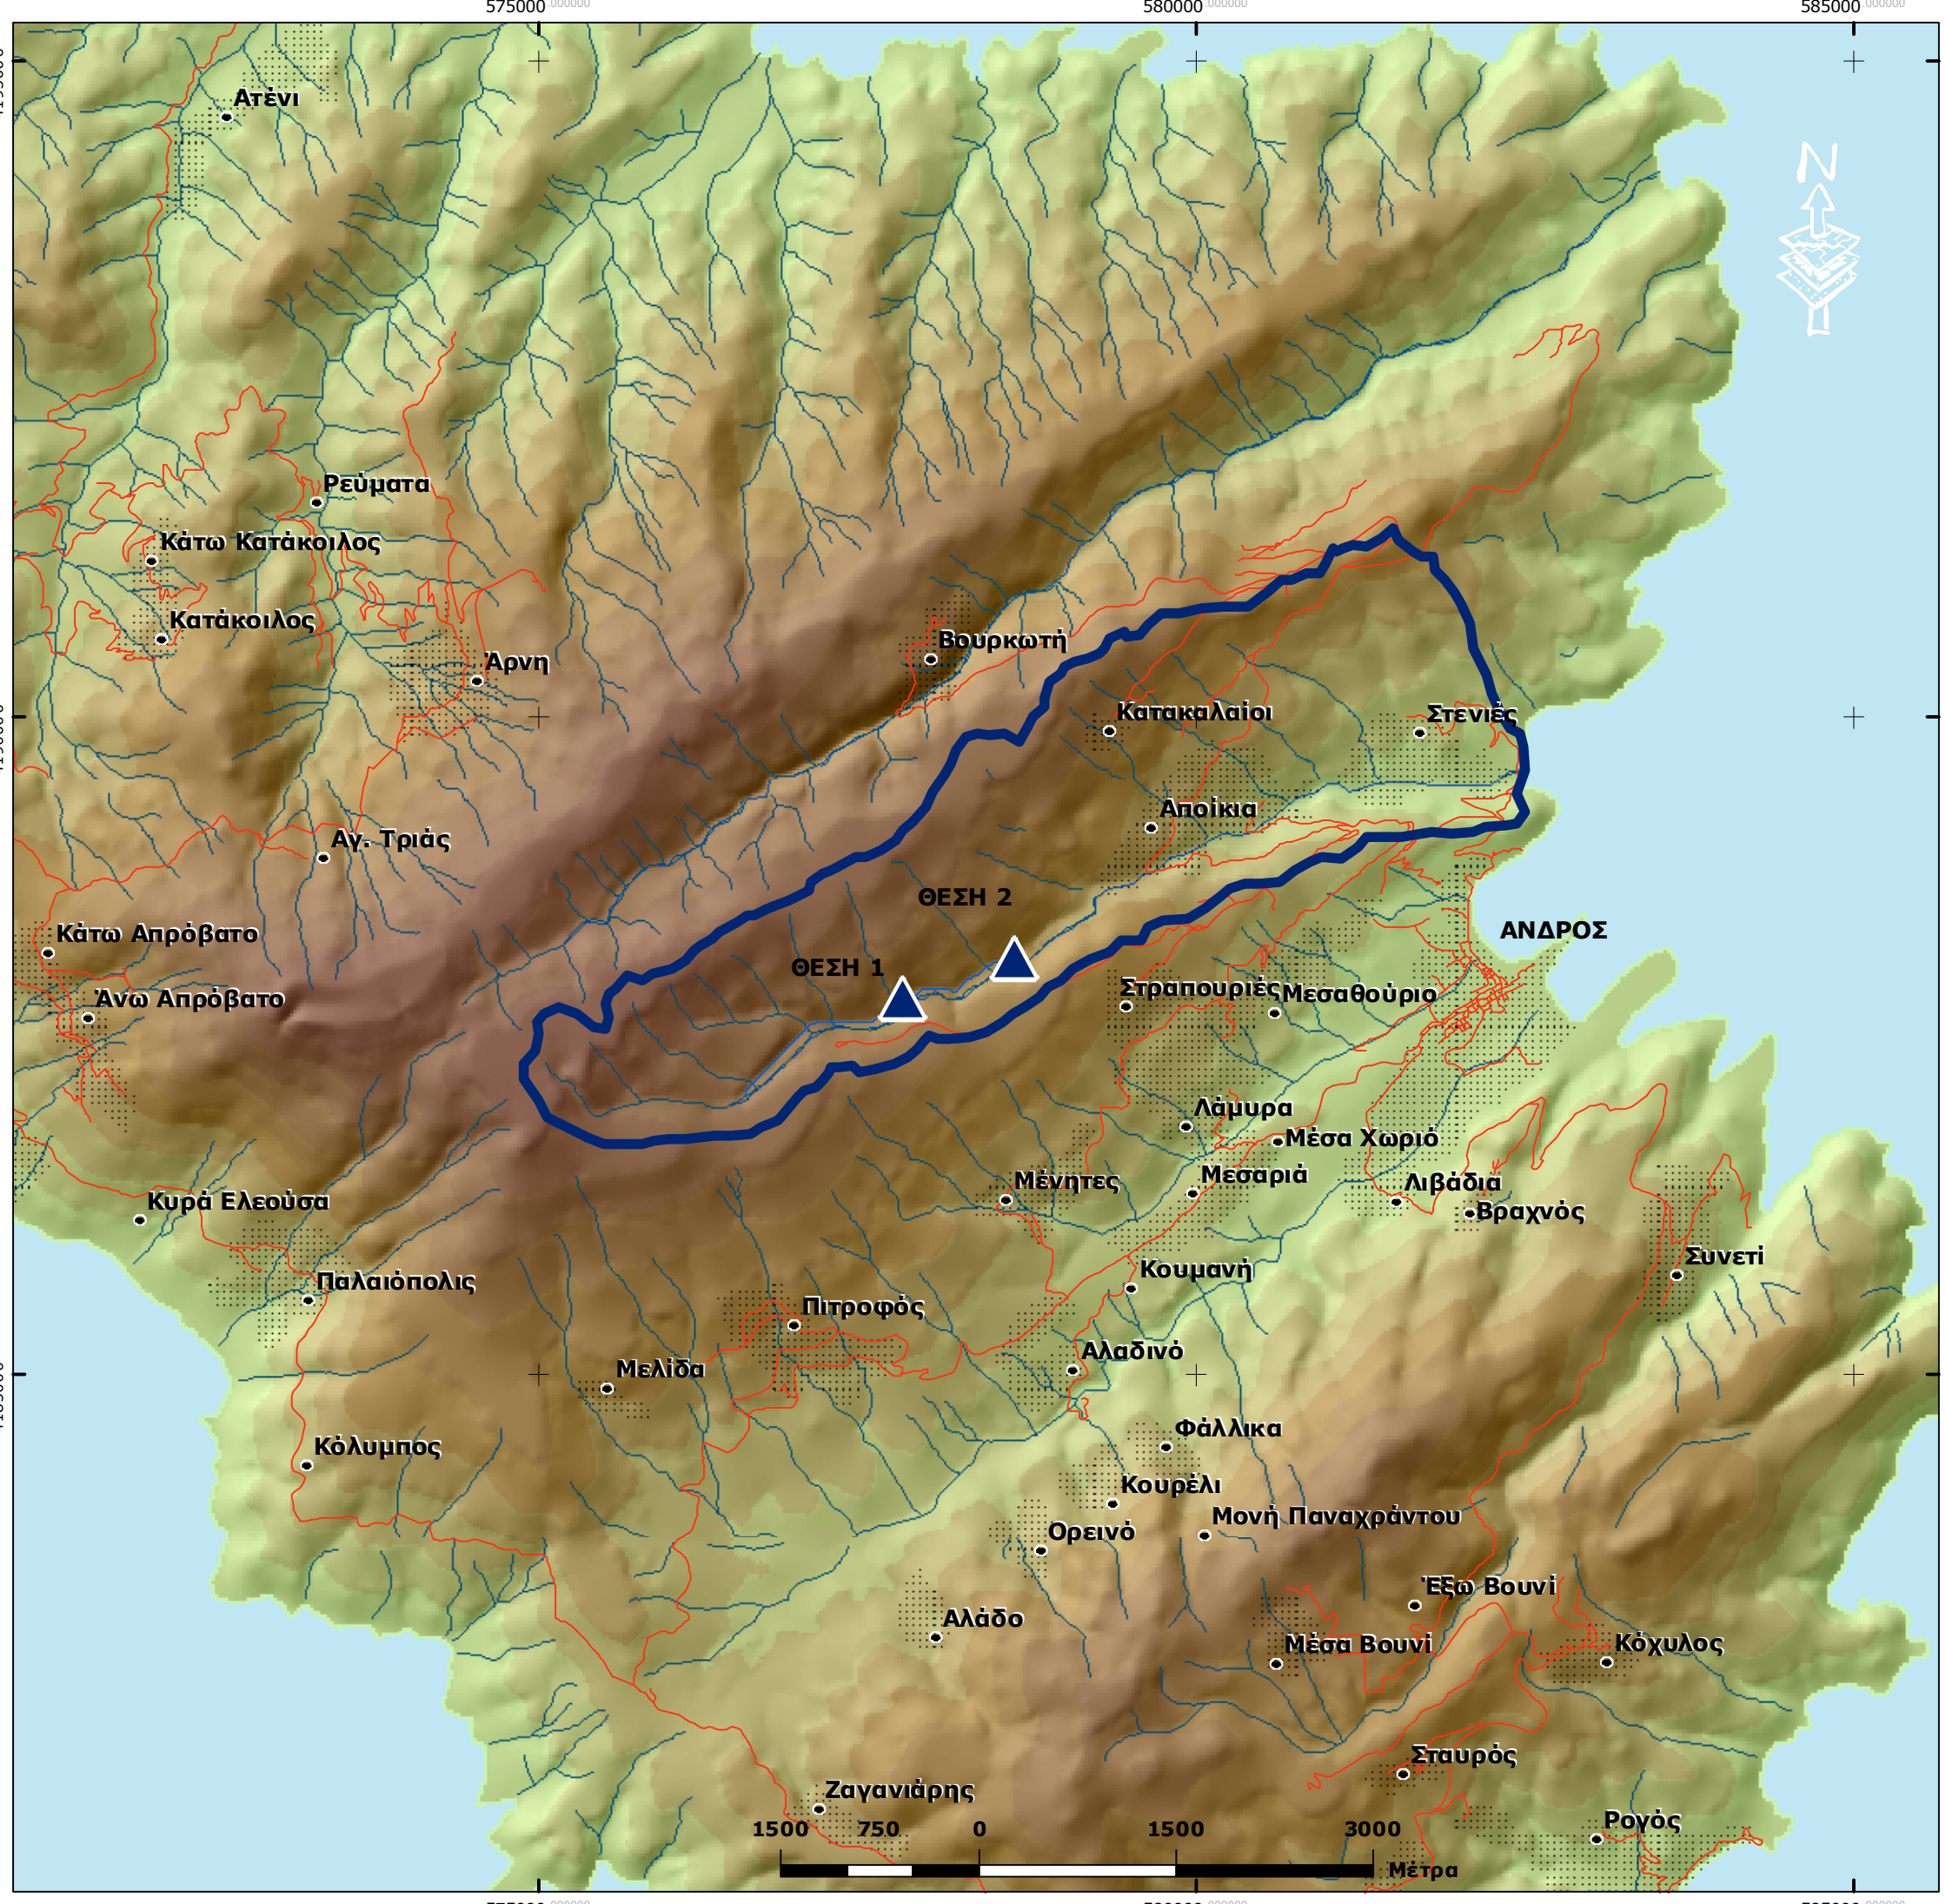 575000.000000 580000.000000 585000.000000
N
Ατένι
Ρεύματα
Κάτω Κατάκοιλος
Κατάκοιλος
Άρνη
Βουρκωτή
Κατακαλαίοι
Στενιές
Αποίκια
Αγ. Τριάς
ΘΕΣΗ 2
Κάτω Απρόβατο
ΑΝΔΡΟΣ
ΘΕΣΗ 1
Άνω Απρόβατο
Στραπουριές
Μεσαθούριο
Λάμυρα
Μέσα Χωριό
Μένητες
Μεσαριά
Λιβάδια
Κυρά Ελεούσα
Βραχνός
Συνετί
Κουμανή
Παλαιόπολις
Πιτροφός
Αλαδινό
Μελίδα
Φάλλικα
Κόλυμπος
Κουρέλι
Μονή Παναχράντου
Ορεινό
Έξω Βουνί
Αλάδο
Μέσα Βουνί
Κόχυλος
Σταυρός
Ζαγανιάρης
Ρογός
1500 750 0 1500 3000
Μέτρα